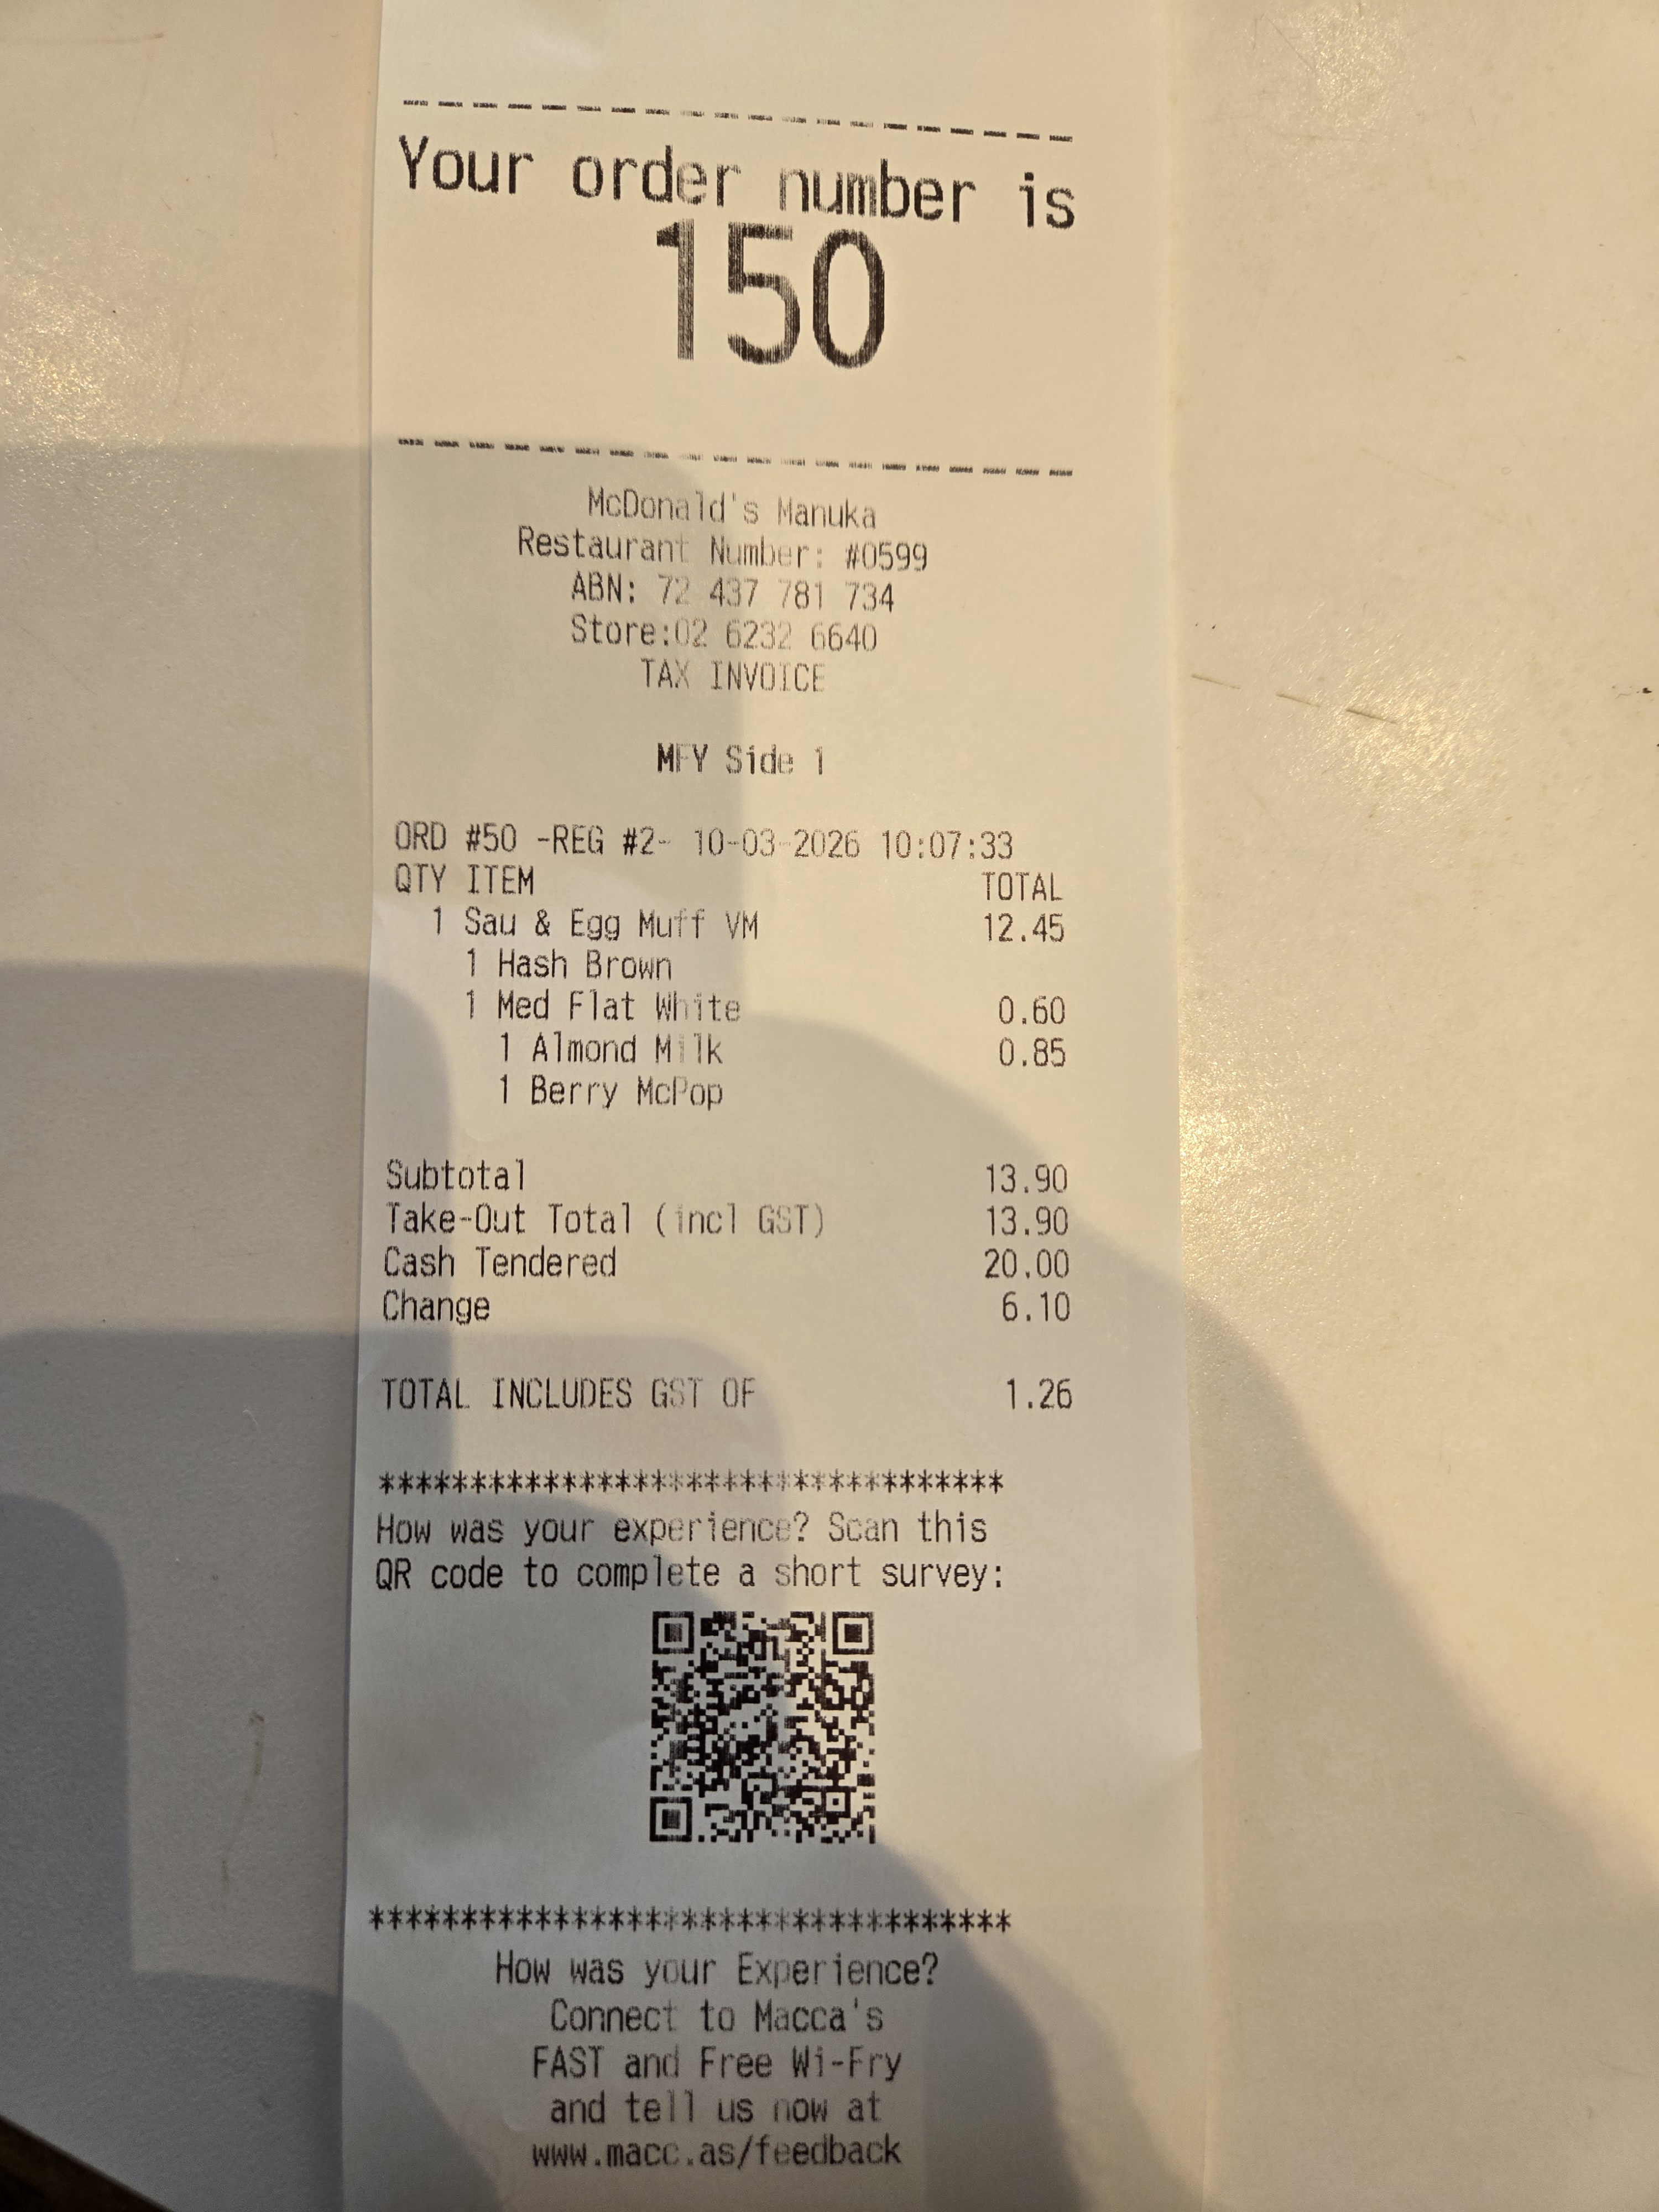 Your order number is
150
McDonald's Manuka
Restaurant Number: #0599
ABN: 72 437 781 734
Store:02 6232 6640
TAX INVOICE
MFY Side 1
ORD #50 -REG #2- 10-03-2026 10:07:33
QTY ITEM TOTAL
1 Sau & Egg Muff VM 12.45
1 Hash Brown
1 Med Flat White 0.60
1 Almond Milk 0.85
1 Berry McPop
Subtotal 13.90
Take-Out Total (incl GST) 13.90
Cash Tendered 20.00
Change 6.10
TOTAL INCLUDES GST OF 1.26
**********************************
How was your experience? Scan this
QR code to complete a short survey:
***********************************
How was your Experience?
Connect to Macca's
FAST and Free Wi-Fry
and tell us now at
www.macc.as/feedback